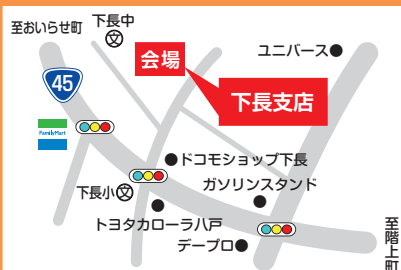 至おいらせ町
下長中
文
会場
ユニバース
45
下長支店
FamilyMart
ドコモショップ下長
下長小文
ガソリンスタンド
トヨタカローラ八戸
デープロ
至階上町